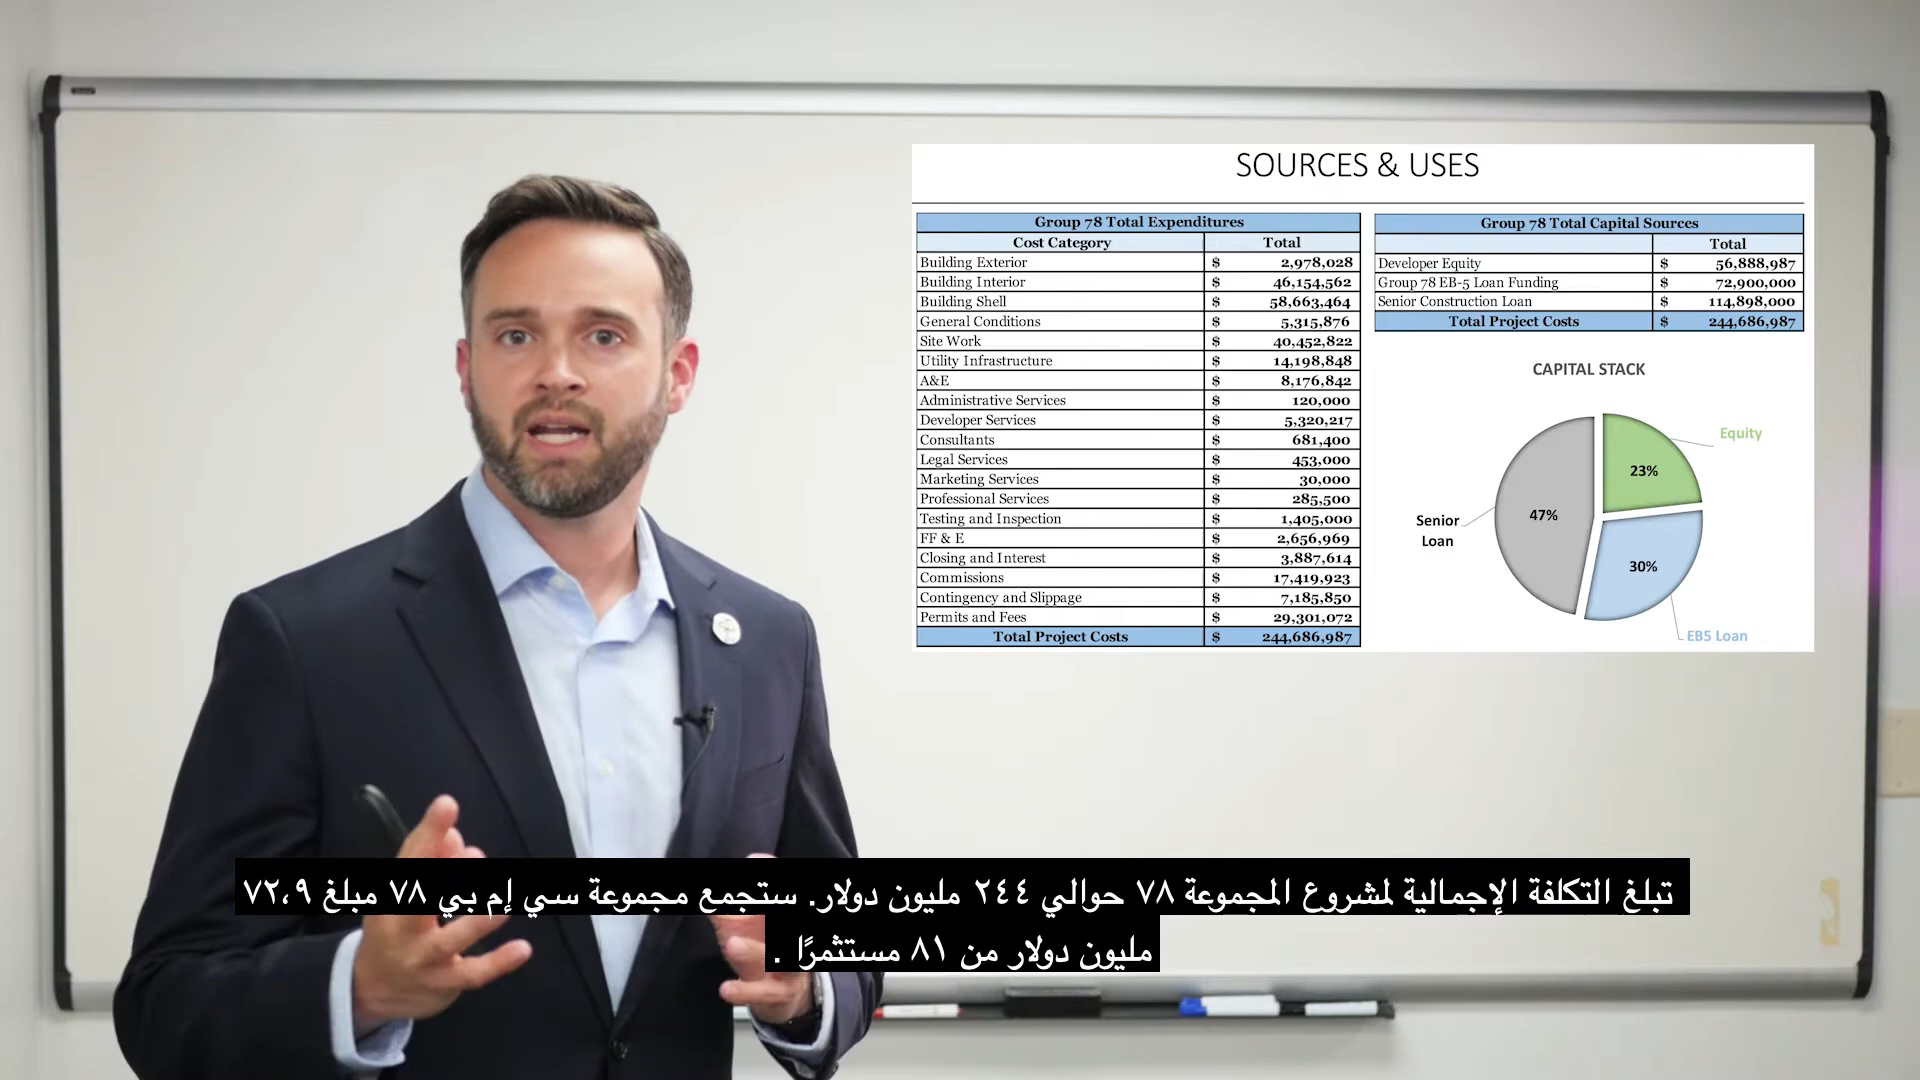 SOURCES & USES
Group 78 Total Expenditures
Cost Category Total
Building Exterior $ 2,978,028
Building Interior $ 46,154,562
Building Shell $ 58,663,464
General Conditions $ 5,315,876
Site Work $ 40,452,822
Utility Infrastructure $ 14,198,848
A&E $ 8,176,842
Administrative Services $ 120,000
Developer Services $ 5,320,217
Consultants $ 681,400
Legal Services $ 453,000
Marketing Services $ 30,000
Professional Services $ 285,500
Testing and Inspection $ 1,405,000
FF & E $ 2,656,969
Closing and Interest $ 3,887,614
Commissions $ 17,419,923
Contingency and Slippage $ 7,185,850
Permits and Fees $ 29,301,072
Total Project Costs $ 244,686,987
Group 78 Total Capital Sources
Total
Developer Equity $ 56,888,987
Group 78 EB-5 Loan Funding $ 72,900,000
Senior Construction Loan $ 114,898,000
Total Project Costs $ 244,686,987
CAPITAL STACK
Equity
23%
Senior
Loan
47%
30%
EB5 Loan
تبلغ التكلفة الإجمالية لمشروع المجموعة ٧٨ حوالي ٢٤٤ مليون دولار. ستجمع مجموعة سي إم بي ٧٨ مبلغ ٧٢،٩
مليون دولار من ٨١ مستثمرًا .